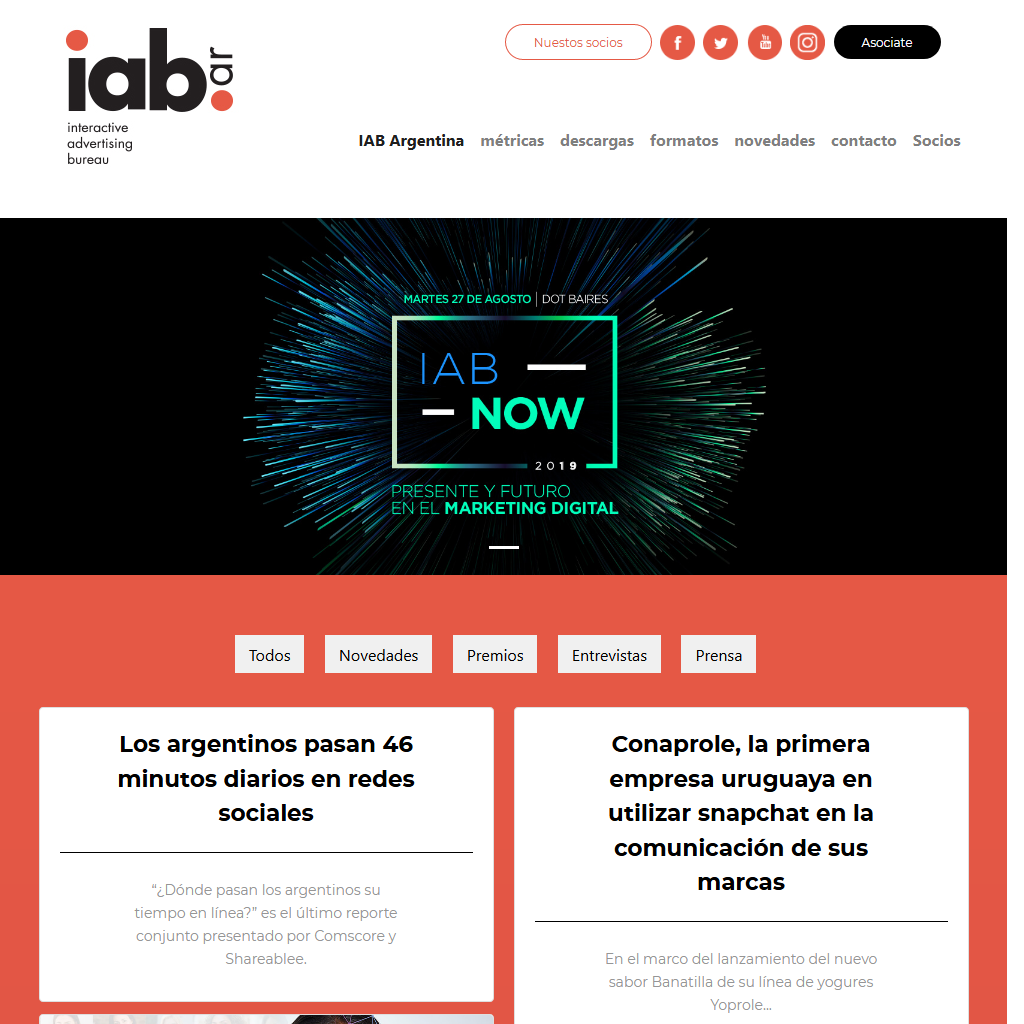 iab.ar
interactive
advertising
bureau
Nuestos socios
Asociate
IAB Argentina métricas descargas formatos novedades contacto Socios
MARTES 27 DE AGOSTO | DOT BAIRES
IAB
NOW
2019
PRESENTE Y FUTURO
EN EL MARKETING DIGITAL
Todos Novedades Premios Entrevistas Prensa
Los argentinos pasan 46
minutos diarios en redes
sociales
“¿Dónde pasan los argentinos su
tiempo en línea?” es el último reporte
conjunto presentado por Comscore y
Shareablee.
Conaprole, la primera
empresa uruguaya en
utilizar snapchat en la
comunicación de sus
marcas
En el marco del lanzamiento del nuevo
sabor Banatilla de su línea de yogures
Yoprole...